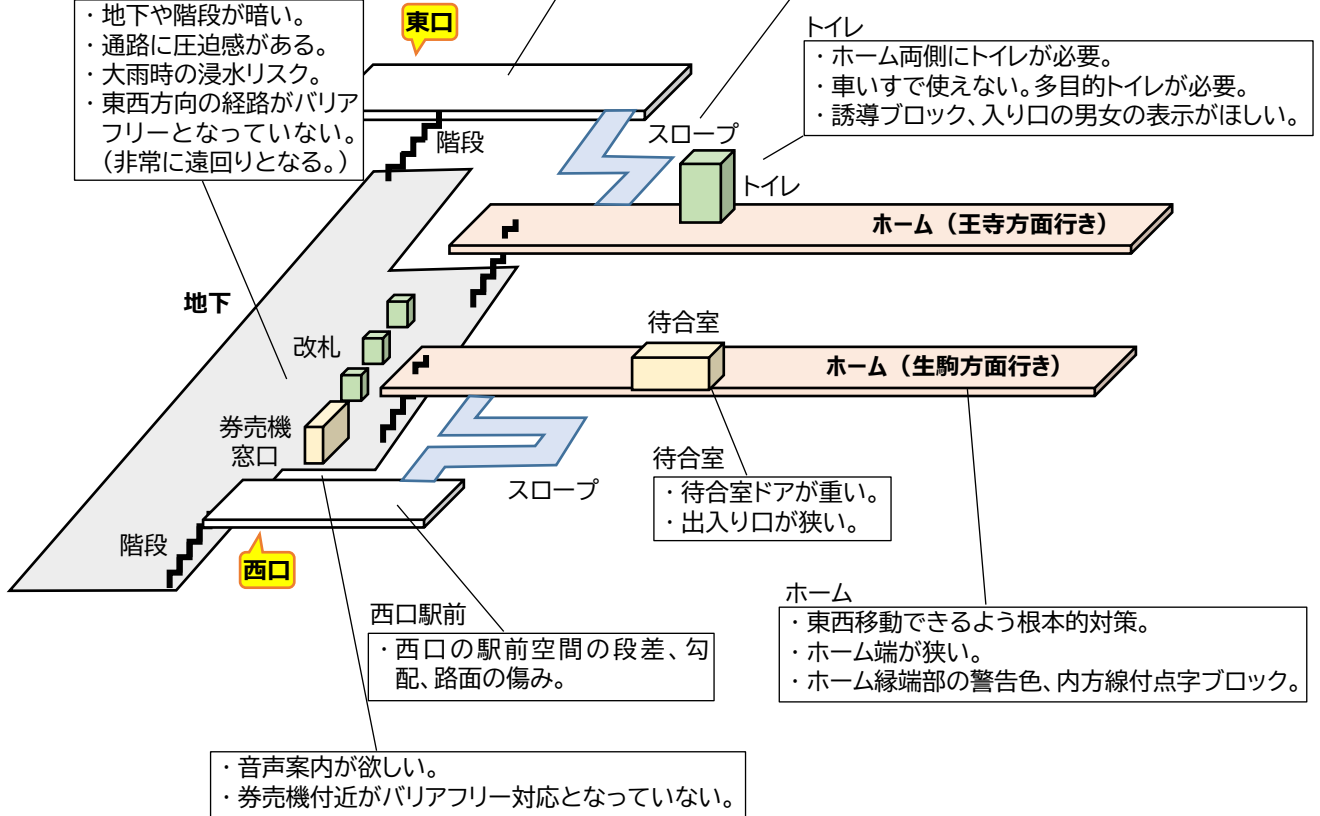 ・地下や階段が暗い。
・通路に圧迫感がある。
・大雨時の浸水リスク。
・東西方向の経路がバリア
フリーとなっていない。
（非常に遠回りとなる。）
東口
トイレ
・ホーム両側にトイレが必要。
・車いすで使えない。多目的トイレが必要。
・誘導ブロック、入り口の男女の表示がほしい。
階段
スロープ
トイレ
ホーム（王寺方面行き）
地下
改札
待合室
ホーム（生駒方面行き）
券売機
窓口
スロープ
待合室
・待合室ドアが重い。
・出入り口が狭い。
階段
西口
西口駅前
・西口の駅前空間の段差、勾
配、路面の傷み。
ホーム
・東西移動できるよう根本的対策。
・ホーム端が狭い。
・ホーム縁端部の警告色、内方線付点字ブロック。
・音声案内が欲しい。
・券売機付近がバリアフリー対応となっていない。